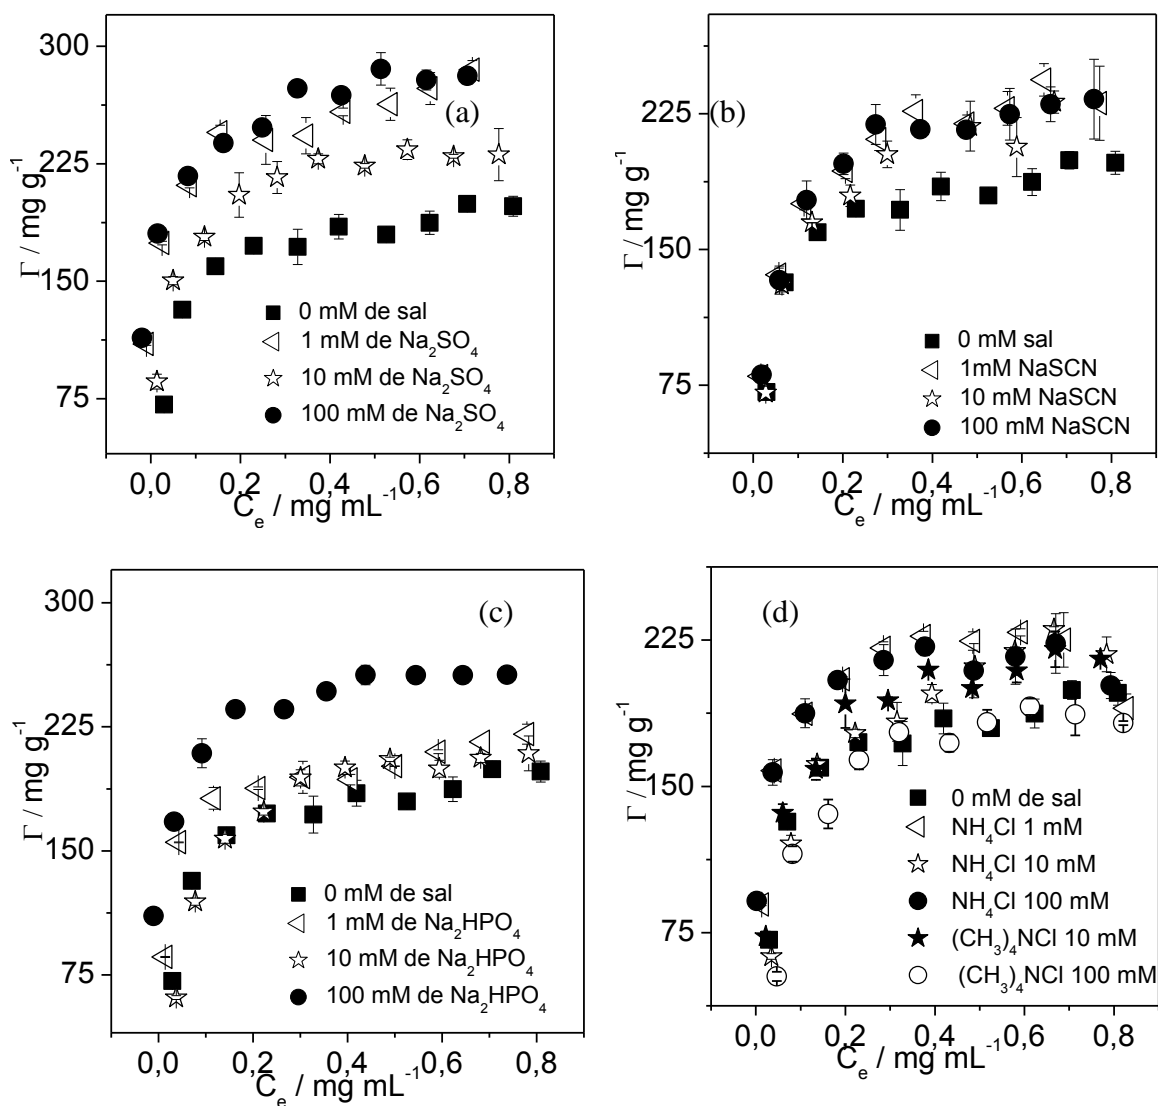 (a)
300
225
150
75
Γ / mg g⁻¹
0 mM de sal
1 mM de Na₂SO₄
10 mM de Na₂SO₄
100 mM de Na₂SO₄
0,0 0,2 0,4 0,6 0,8
Cₑ / mg mL⁻¹
(b)
225
150
75
Γ / mg g⁻¹
0 mM sal
1mM NaSCN
10 mM NaSCN
100 mM NaSCN
0,0 0,2 0,4 0,6 0,8
Cₑ / mg mL⁻¹
(c)
300
225
150
75
Γ / mg g⁻¹
0 mM de sal
1 mM de Na₂HPO₄
10 mM de Na₂HPO₄
100 mM de Na₂HPO₄
0,0 0,2 0,4 0,6 0,8
Cₑ / mg mL⁻¹
(d)
225
150
75
Γ / mg g⁻¹
0 mM de sal
NH₄Cl 1 mM
NH₄Cl 10 mM
NH₄Cl 100 mM
(CH₃)₄NCl 10 mM
(CH₃)₄NCl 100 mM
0,0 0,2 0,4 0,6 0,8
Cₑ / mg mL⁻¹